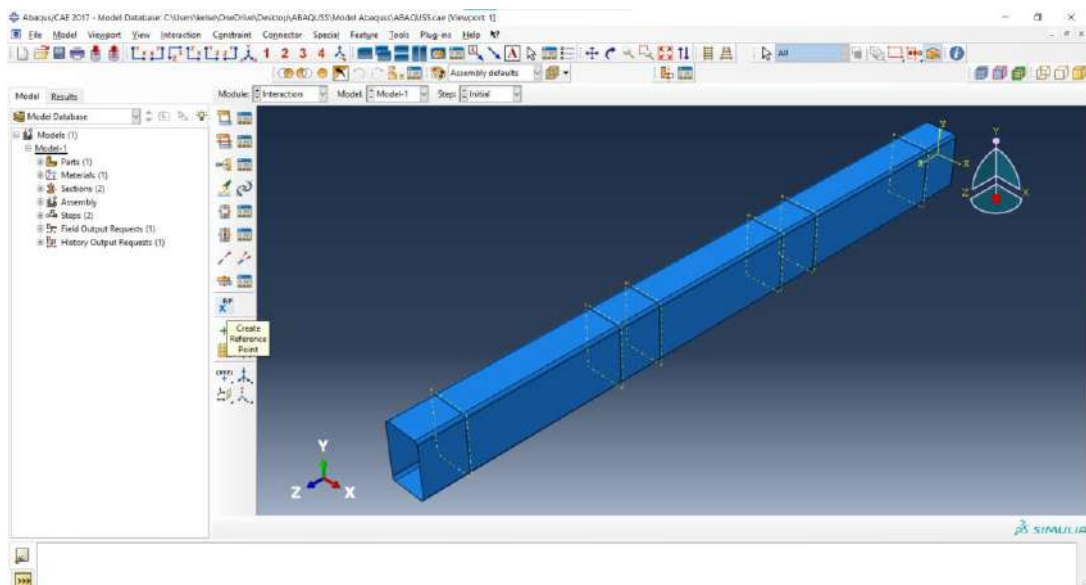 Abaqus/CAE 2017 - Model Database: C:\Users\kelse\OneDrive\Desktop\ABAQUSS\Model Abaquss\ABAQUSS.cae [Viewport: 1]
File Model Viewport View Interaction Constraint Connector Special Feature Tools Plug-ins Help
1 2 3 4 A All
Assembly defaults
Model Results Module: Interaction Model: Model-1 Step: Initial
Model Database
Models (1)
Model-1
Parts (1)
Materials (1)
Sections (2)
Assembly
Steps (2)
Field Output Requests (1)
History Output Requests (1)
RP
X
Create
Reference
Point
Y
Z X
Y
Z X
SIMULIA